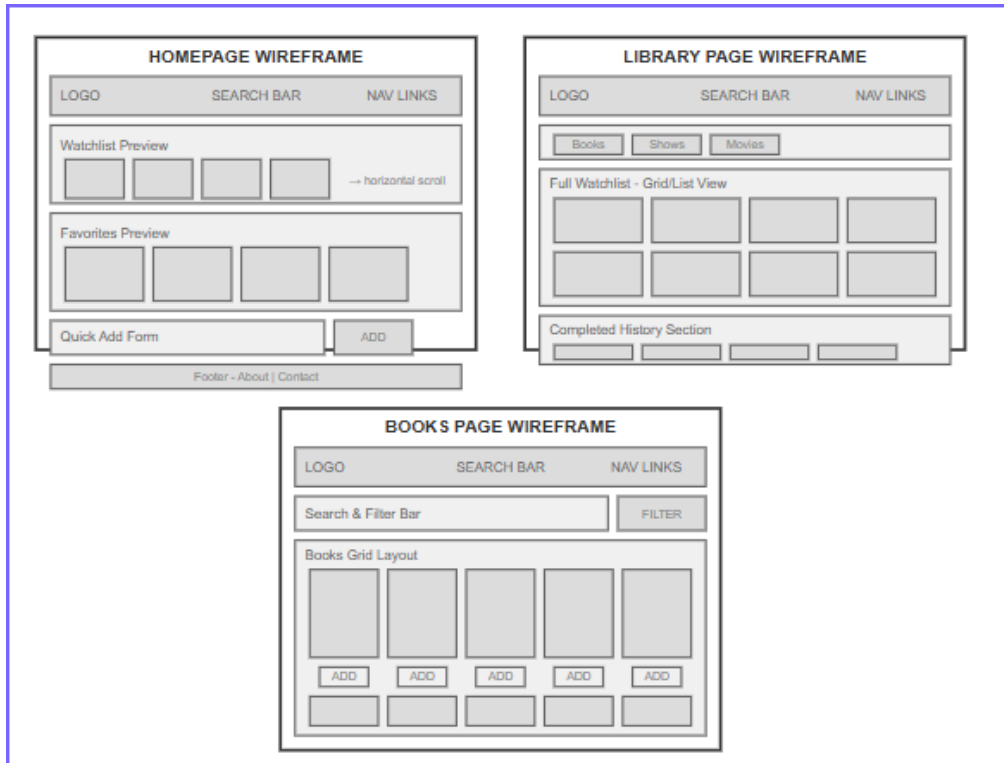 HOMEPAGE WIREFRAME
LOGO SEARCH BAR NAV LINKS
Watchlist Preview
→ horizontal scroll
Favorites Preview
Quick Add Form ADD
Footer - About | Contact
LIBRARY PAGE WIREFRAME
LOGO SEARCH BAR NAV LINKS
Books Shows Movies
Full Watchlist - Grid/List View
Completed History Section
BOOKS PAGE WIREFRAME
LOGO SEARCH BAR NAV LINKS
Search & Filter Bar FILTER
Books Grid Layout
ADD ADD ADD ADD ADD